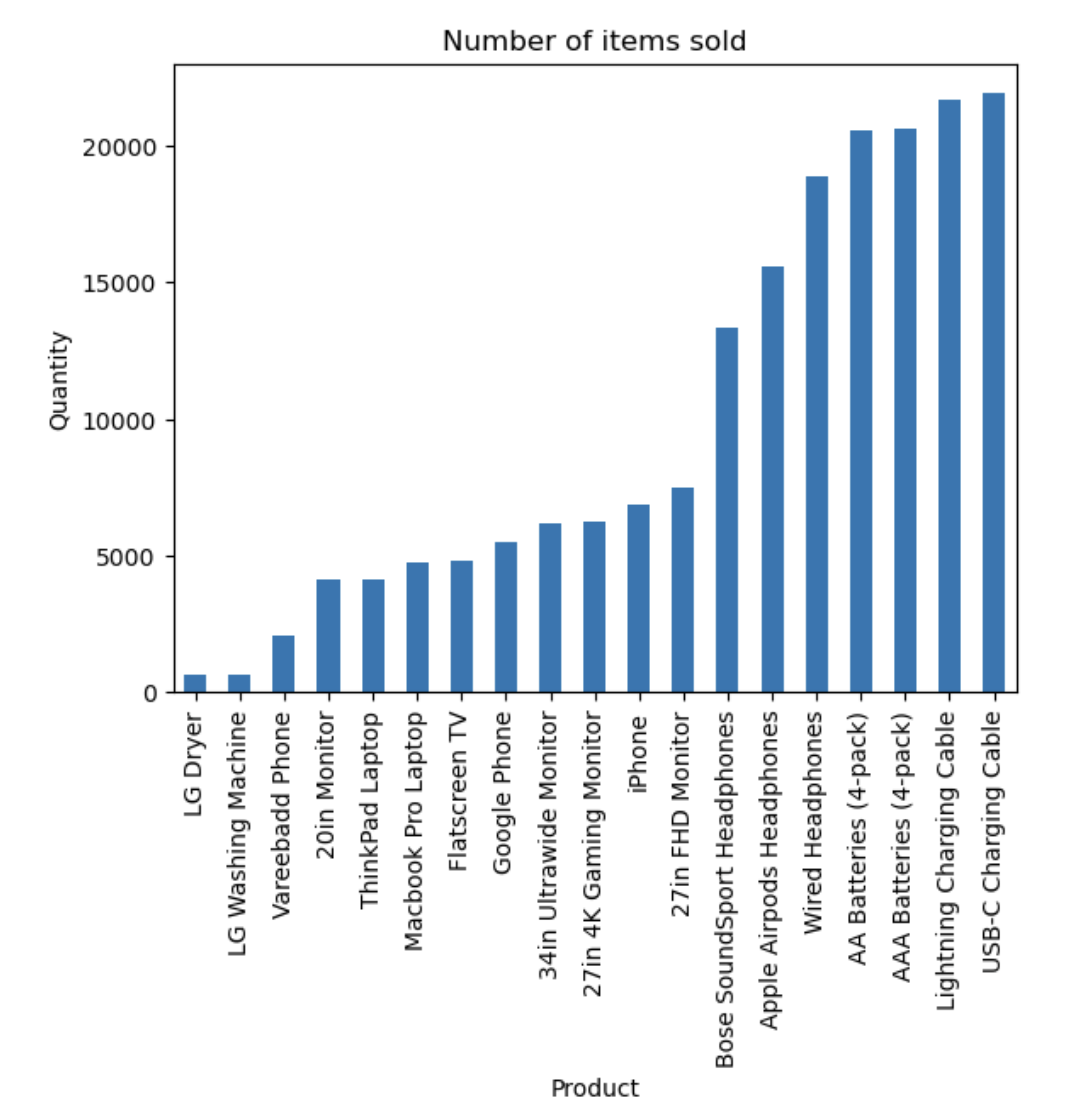 Number of items sold
Quantity
20000
15000
10000
5000
0
LG Dryer
LG Washing Machine
Vareebadd Phone
20in Monitor
ThinkPad Laptop
Macbook Pro Laptop
Flatscreen TV
Google Phone
34in Ultrawide Monitor
27in 4K Gaming Monitor
iPhone
27in FHD Monitor
Bose SoundSport Headphones
Apple Airpods Headphones
Wired Headphones
AA Batteries (4-pack)
AAA Batteries (4-pack)
Lightning Charging Cable
USB-C Charging Cable
Product